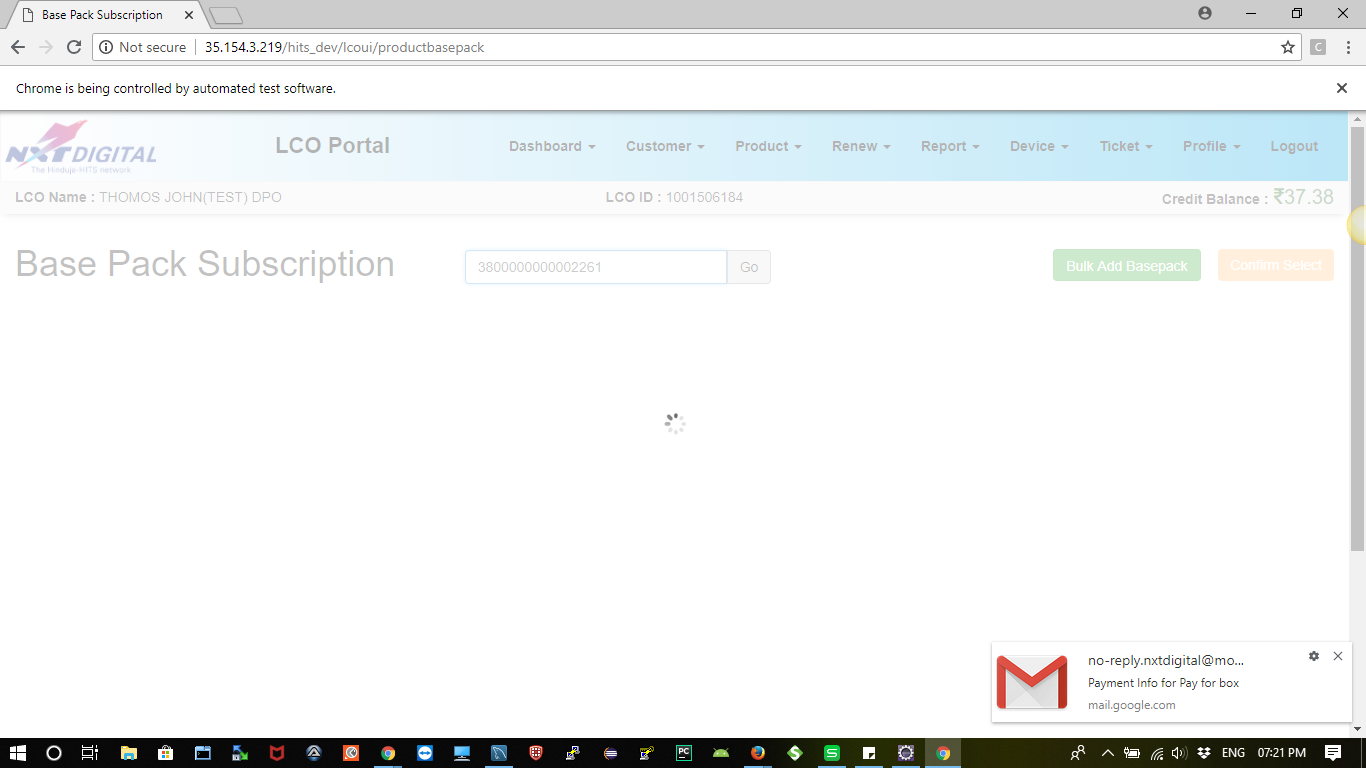 Base Pack Subscription
Not secure 35.154.3.219/hits_dev/lcoui/productbasepack C
Chrome is being controlled by automated test software.
NXTDIGITAL
The Hinduja-HITS network
LCO Portal
Dashboard Customer Product Renew Report Device Ticket Profile Logout
LCO Name : THOMOS JOHN(TEST) DPO LCO ID : 1001506184 Credit Balance : ₹37.38
Base Pack Subscription
3800000000002261 Go
Bulk Add Basepack Confirm Select
no-reply.nxtdigital@mo...
Payment Info for Pay for box
mail.google.com
PC S ENG 07:21 PM